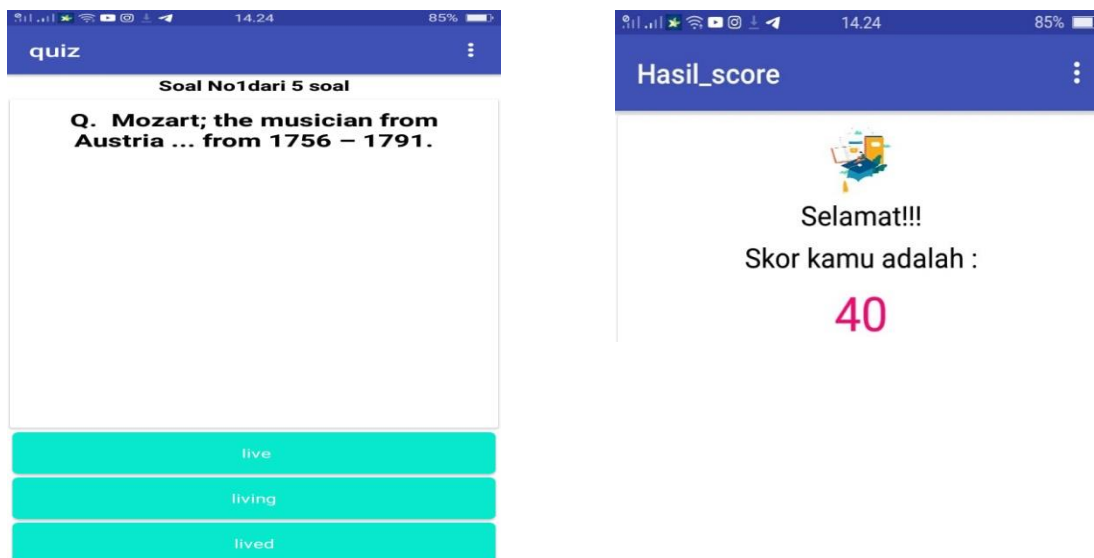 14.24
85%
quiz
Soal No1dari 5 soal
Q. Mozart; the musician from
Austria ... from 1756 – 1791.
live
living
lived
14.24
85%
Hasil_score
Selamat!!!
Skor kamu adalah :
40